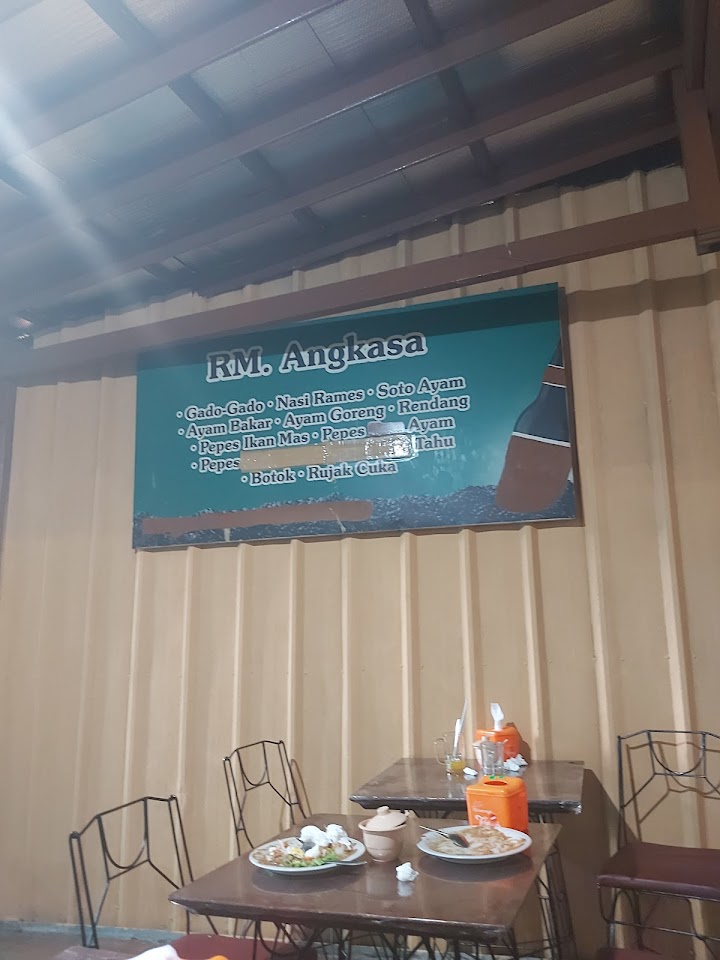 RM. Angkasa
· Gado-Gado · Nasi Rames · Soto Ayam
· Ayam Bakar · Ayam Goreng · Rendang
· Pepes Ikan Mas · Pepes Ayam
· Pepes Tahu
· Botok · Rujak Cuka